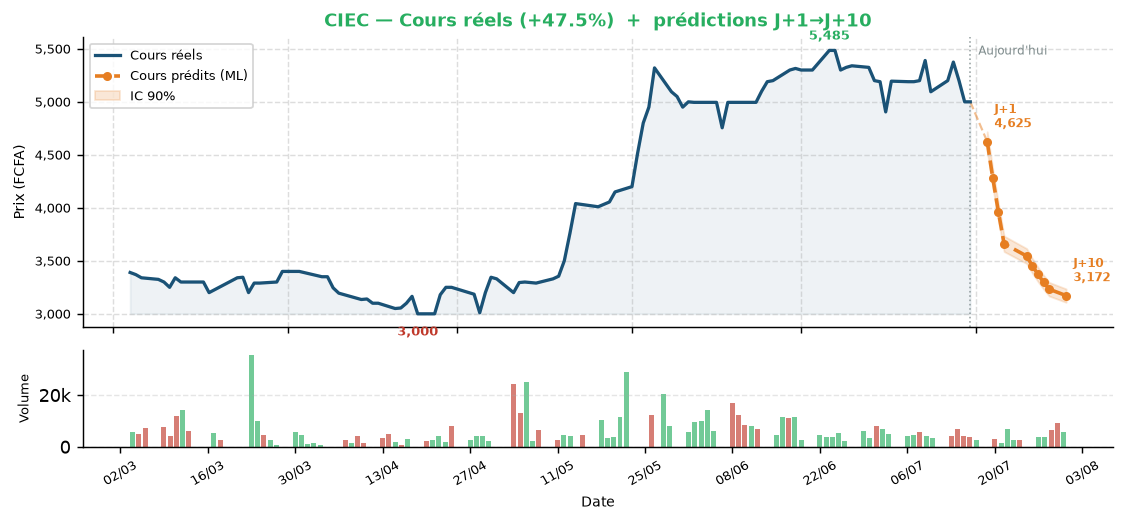 CIEC — Cours réels (+47.5%)  +  prédictions J+1→J+10
5,485
Aujourd'hui
Cours réels
Cours prédits (ML)
IC 90%
J+1
4,625
J+10
3,172
3,000
Prix (FCFA)
5,500
5,000
4,500
4,000
3,500
3,000
Volume
20k
0
02/03
16/03
30/03
13/04
27/04
11/05
25/05
08/06
22/06
06/07
20/07
03/08
Date